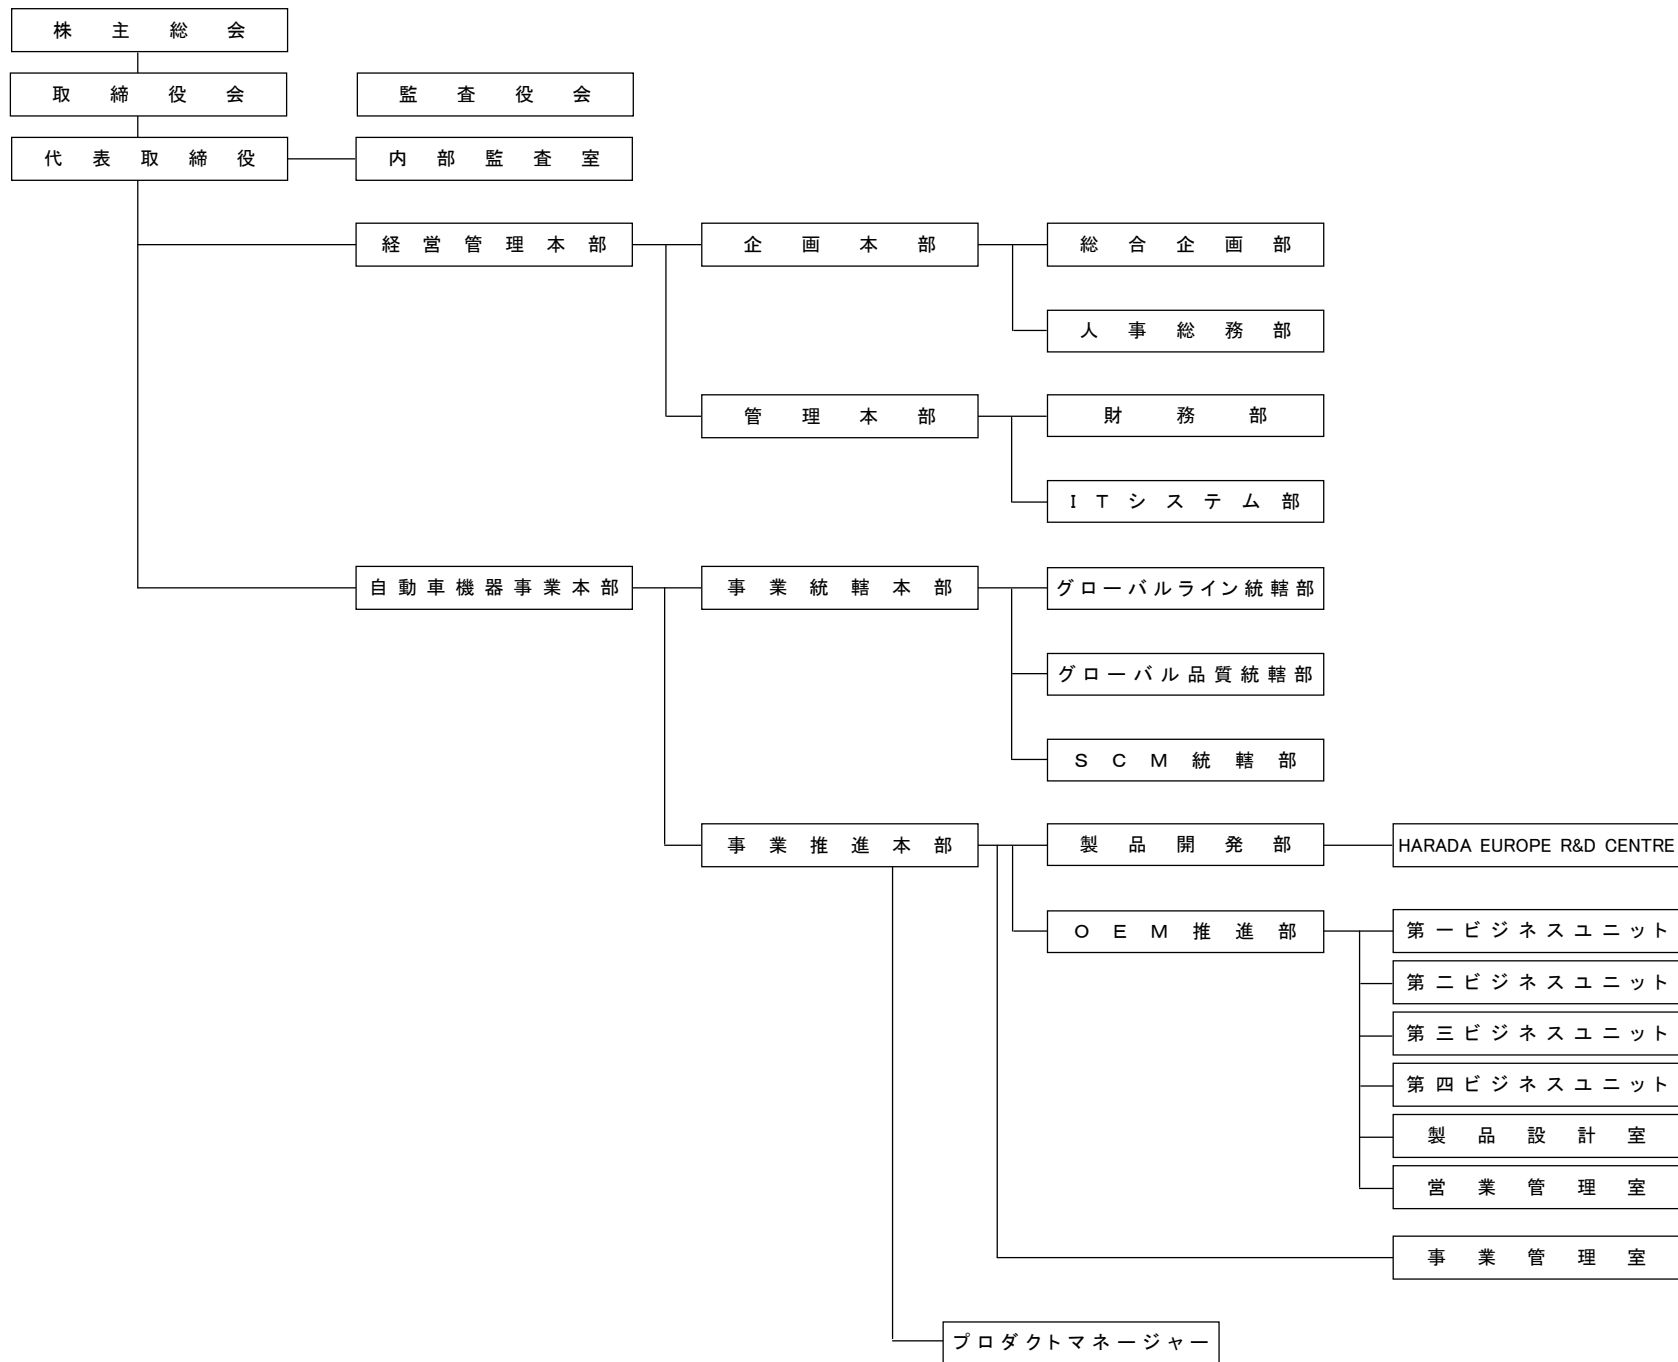 株主総会
取締役会
監査役会
代表取締役
内部監査室
経営管理本部
企画本部
総合企画部
人事総務部
管理本部
財務部
ITシステム部
自動車機器事業本部
事業統轄本部
グローバルライン統轄部
グローバル品質統轄部
SCM統轄部
事業推進本部
製品開発部
HARADA EUROPE R&D CENTRE
OEM推進部
第一ビジネスユニット
第二ビジネスユニット
第三ビジネスユニット
第四ビジネスユニット
製品設計室
営業管理室
事業管理室
プロダクトマネージャー